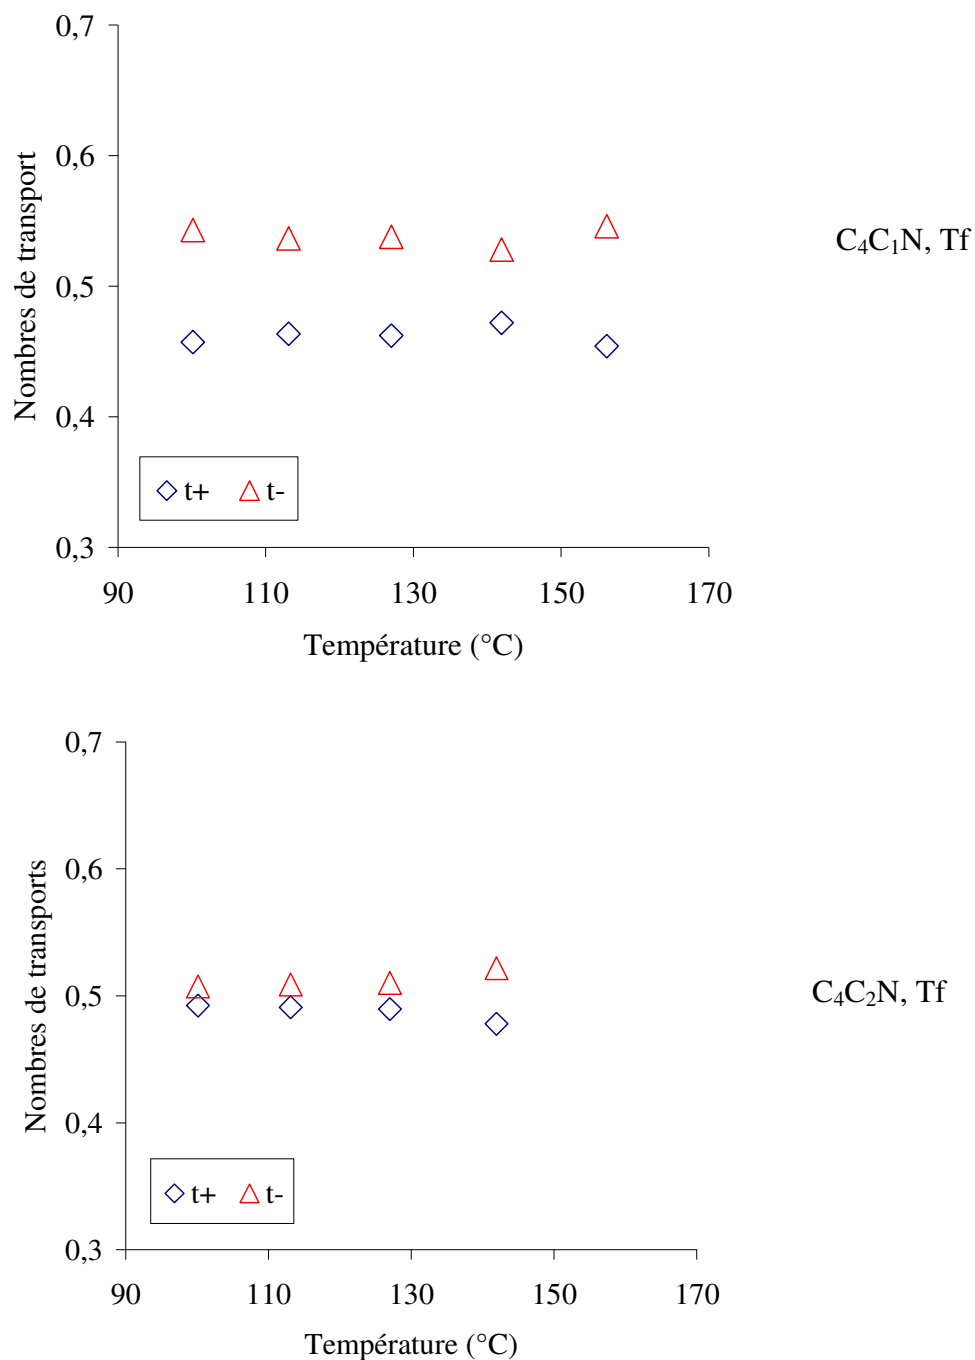 0,7
0,6
0,5
0,4
0,3
Nombres de transport
90 110 130 150 170
Température (°C)
t+ t-
C₄C₁N, Tf
0,7
0,6
0,5
0,4
0,3
Nombres de transports
90 110 130 150 170
Température (°C)
t+ t-
C₄C₂N, Tf